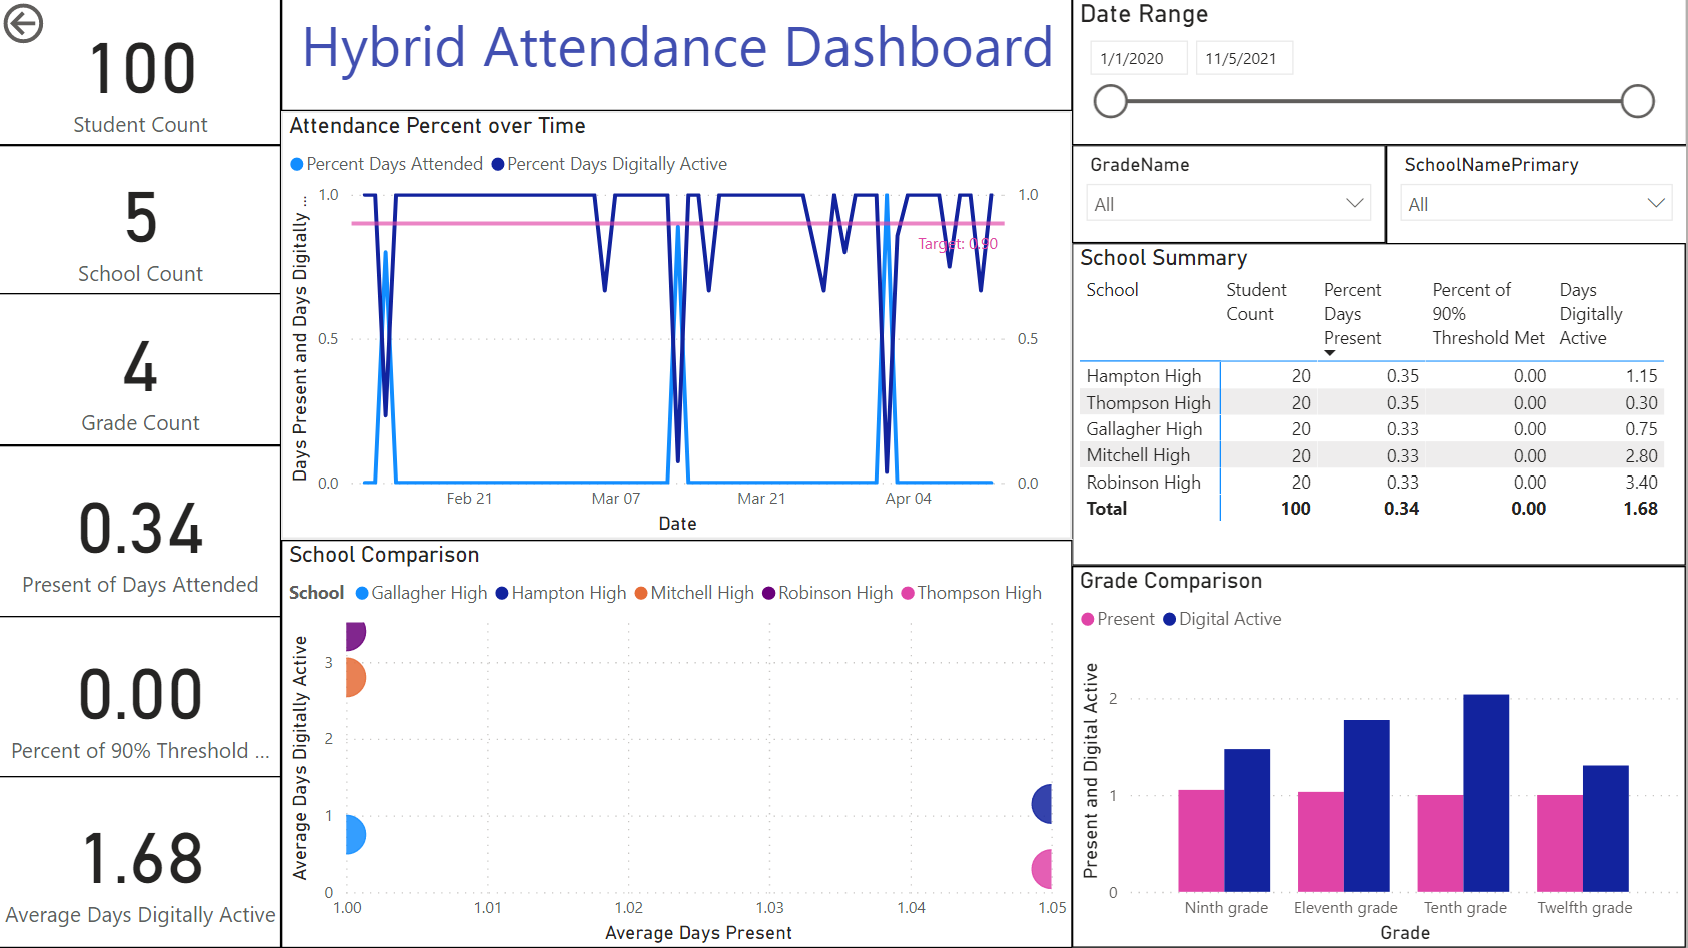 100
Student Count
5
School Count
4
Grade Count
0.34
Present of Days Attended
0.00
Percent of 90% Threshold ...
1.68
Average Days Digitally Active
Hybrid Attendance Dashboard
Attendance Percent over Time
Percent Days Attended Percent Days Digitally Active
Days Present and Days Digitally ...
1.0 1.0
Target: 0.90
0.5 0.5
0.0 0.0
Feb 21 Mar 07 Mar 21 Apr 04
Date
School Comparison
School Gallagher High Hampton High Mitchell High Robinson High Thompson High
Average Days Digitally Active
3
2
1
0
1.00 1.01 1.02 1.03 1.04 1.05
Average Days Present
Date Range
1/1/2020 11/5/2021
GradeName
All
SchoolNamePrimary
All
School Summary
School Student Count Percent Days Present Percent of 90% Threshold Met Days Digitally Active
Hampton High 20 0.35 0.00 1.15
Thompson High 20 0.35 0.00 0.30
Gallagher High 20 0.33 0.00 0.75
Mitchell High 20 0.33 0.00 2.80
Robinson High 20 0.33 0.00 3.40
Total 100 0.34 0.00 1.68
Grade Comparison
Present Digital Active
Present and Digital Active
2
1
0
Ninth grade Eleventh grade Tenth grade Twelfth grade
Grade